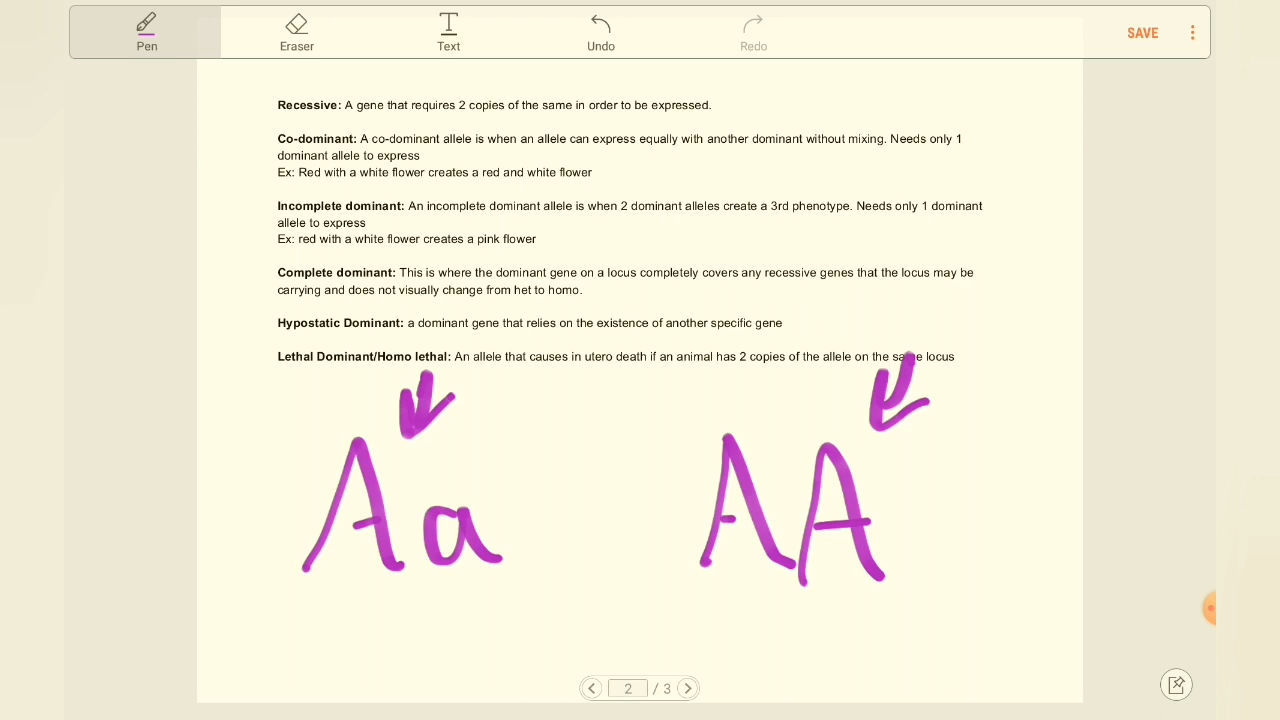 Pen
Eraser
Text
Undo
Redo
SAVE
Recessive: A gene that requires 2 copies of the same in order to be expressed.
Co-dominant: A co-dominant allele is when an allele can express equally with another dominant without mixing. Needs only 1
dominant allele to express
Ex: Red with a white flower creates a red and white flower
Incomplete dominant: An incomplete dominant allele is when 2 dominant alleles create a 3rd phenotype. Needs only 1 dominant
allele to express
Ex: red with a white flower creates a pink flower
Complete dominant: This is where the dominant gene on a locus completely covers any recessive genes that the locus may be
carrying and does not visually change from het to homo.
Hypostatic Dominant: a dominant gene that relies on the existence of another specific gene
Lethal Dominant/Homo lethal: An allele that causes in utero death if an animal has 2 copies of the allele on the same locus
Aa AA
2 / 3